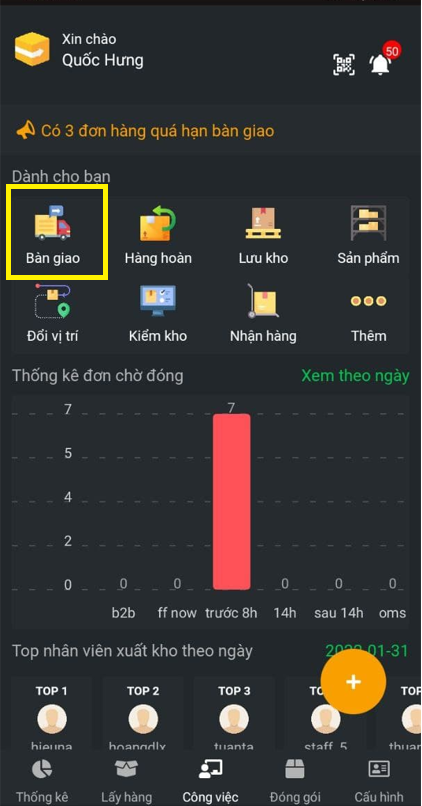 Xin chào
Quốc Hưng
50
Có 3 đơn hàng quá hạn bàn giao
Dành cho bạn
Bàn giao Hàng hoàn Lưu kho Sản phẩm
Đổi vị trí Kiểm kho Nhận hàng Thêm
Thống kê đơn chờ đóng Xem theo ngày
7 7
5
4
2
0 0 0 0 0 0
b2b ff now trước 8h 14h sau 14h oms
Top nhân viên xuất kho theo ngày 2023-01-31
TOP 1 TOP 2 TOP 3
hieuna hoangdlx tuanta staff_5
Thống kê Lấy hàng Công việc Đóng gói Cấu hình